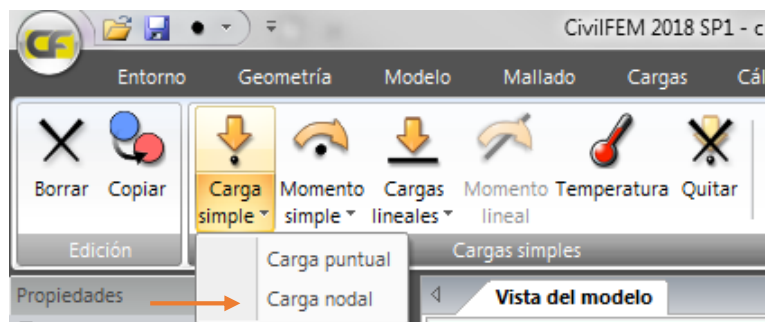 CivilFEM 2018 SP1 - c
CF
Entorno Geometría Modelo Mallado Cargas Cál
Borrar Copiar Carga simple Momento simple Cargas lineales Momento lineal Temperatura Quitar
Edición Cargas simples
Carga puntual
Propiedades Carga nodal Vista del modelo